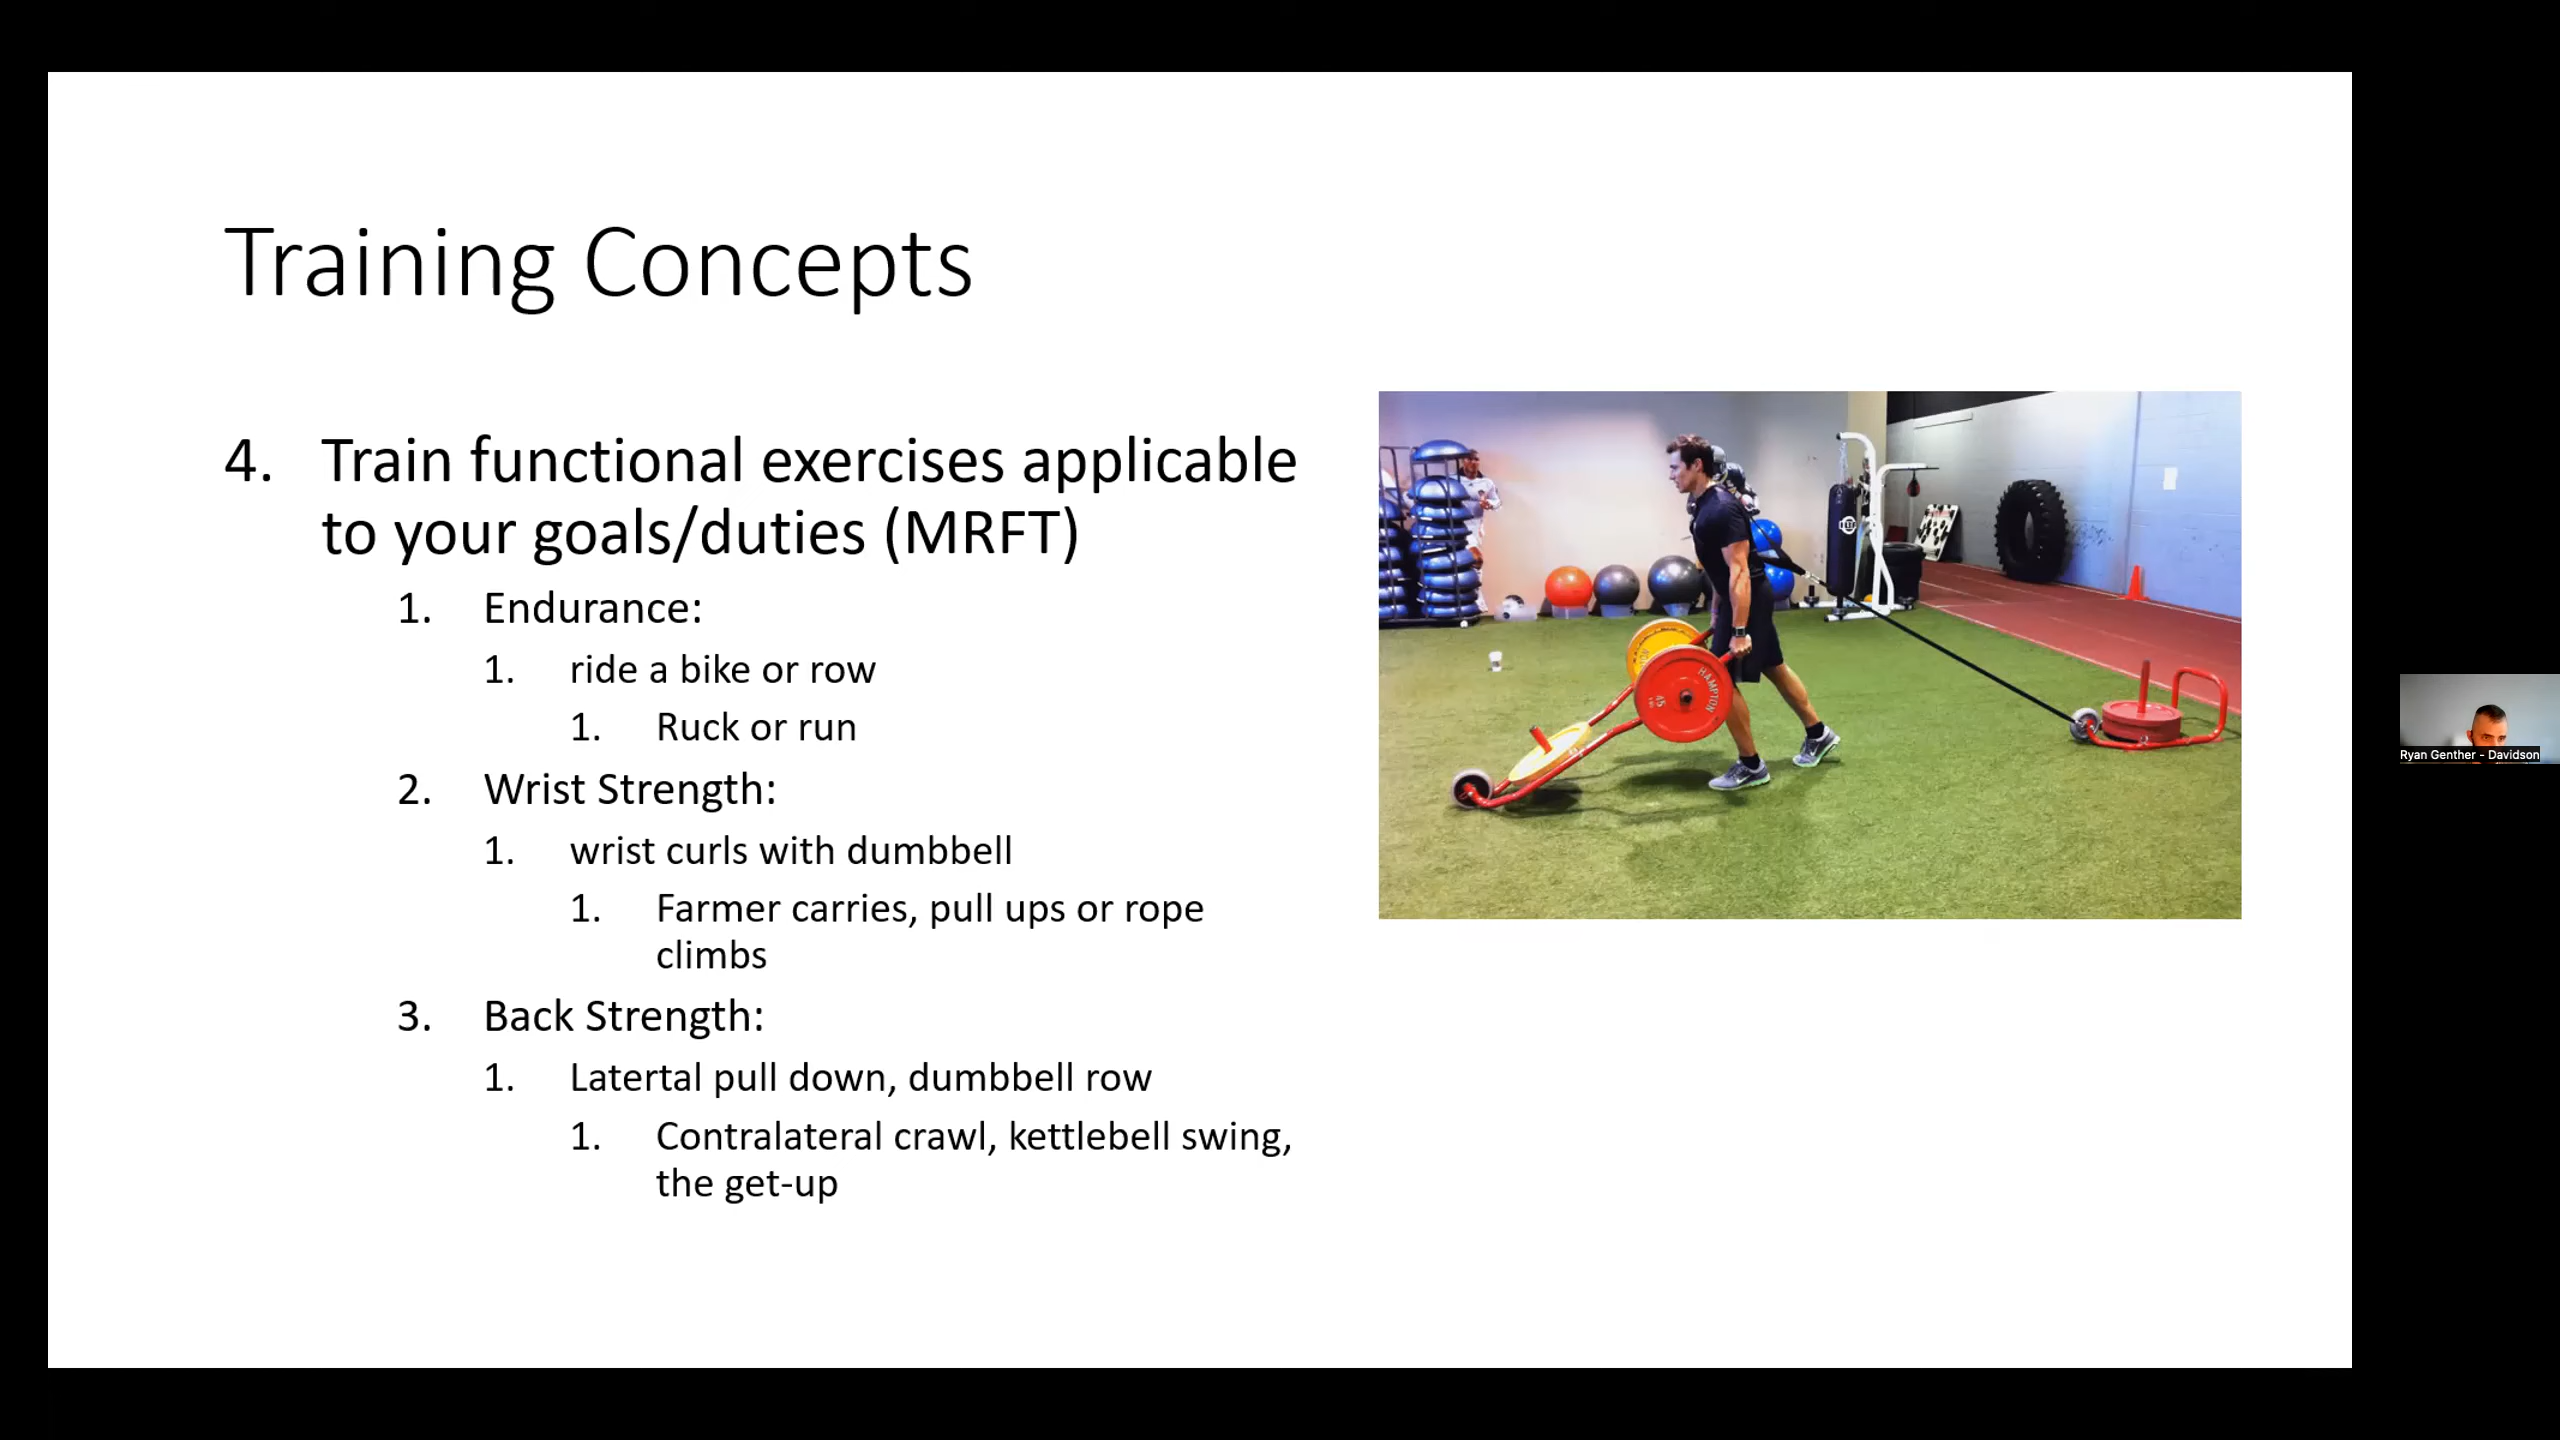 Training Concepts
4. Train functional exercises applicable
to your goals/duties (MRFT)
1. Endurance:
1. ride a bike or row
1. Ruck or run
2. Wrist Strength:
1. wrist curls with dumbbell
1. Farmer carries, pull ups or rope
climbs
3. Back Strength:
1. Latertal pull down, dumbbell row
1. Contralateral crawl, kettlebell swing,
the get-up
HAMPTON
45
Ryan Genther - Davidson